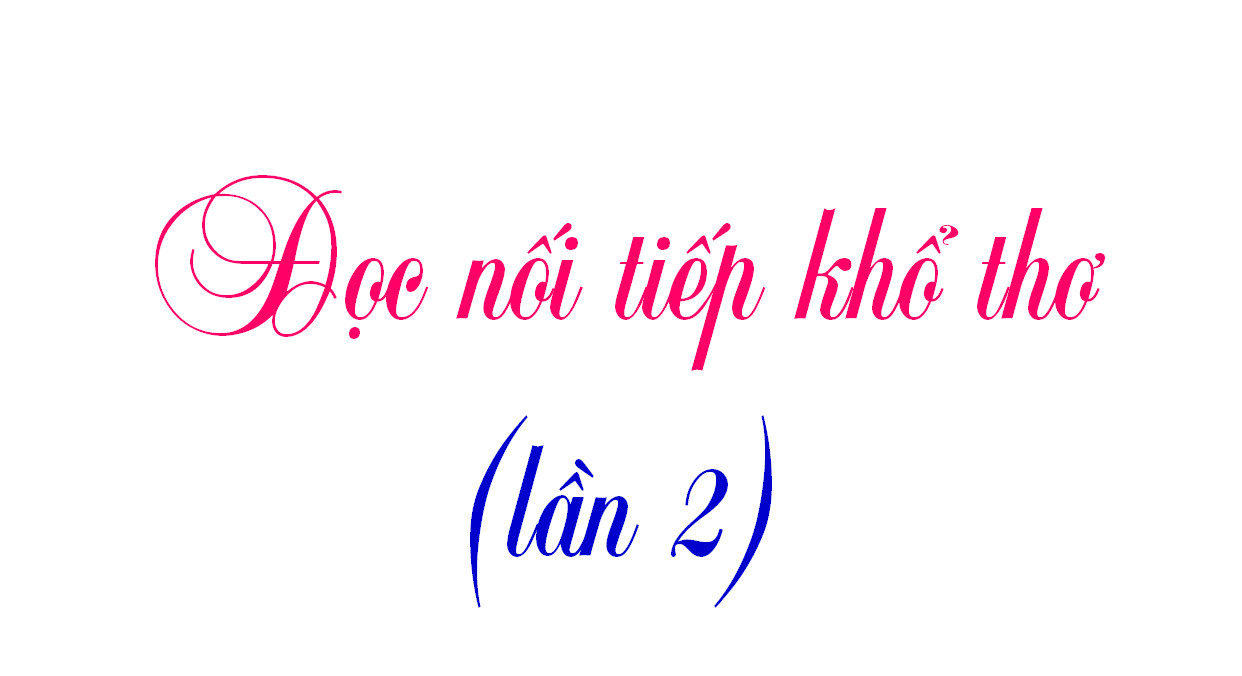 Đọc nối tiếp khổ thơ
(lần 2)